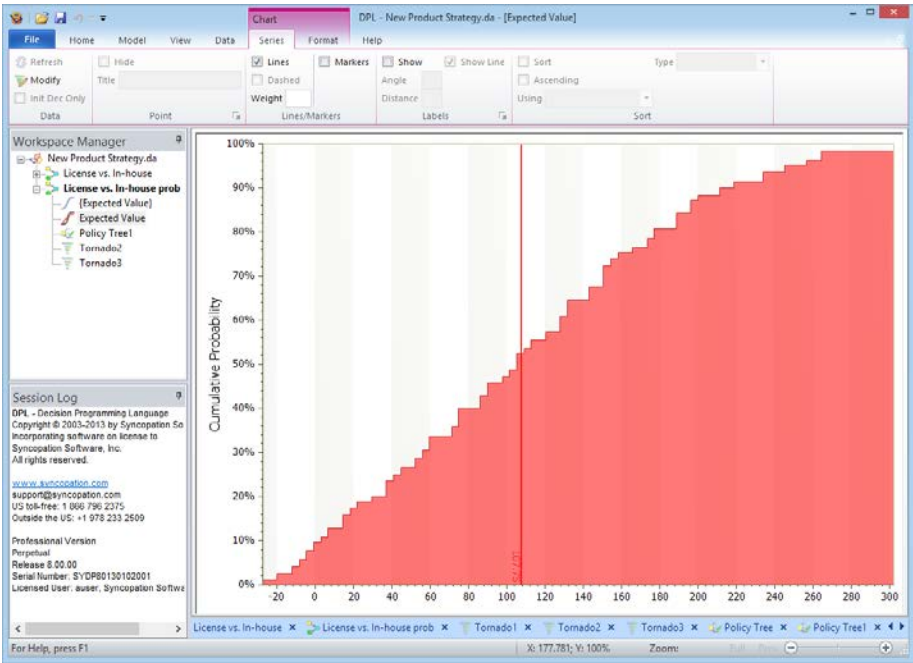 Chart
DPL - New Product Strategy.da - [Expected Value]
File Home Model View Data Series Format Help
Refresh
Modify
Init Dec Only
Data
Hide
Title
Point
Lines
Dashed
Weight
Markers
Lines/Markers
Show
Show Line
Angle
Distance
Labels
Sort
Ascending
Using
Type
Sort
Workspace Manager
New Product Strategy.da
License vs. In-house
License vs. In-house prob
{Expected Value}
Expected Value
Policy Tree1
Tornado2
Tornado3
Session Log
DPL - Decision Programming Language
Copyright © 2003-2013 by Syncopation So
Incorporating software on license to
Syncopation Software, Inc.
All rights reserved.
www.syncopation.com
support@syncopation.com
US toll-free: 1 866 796 2375
Outside the US: +1 978 233 2509
Professional Version
Perpetual
Release 8.00.00
Serial Number: SYDP80130102001
Licensed User: auser, Syncopation Softwa
Cumulative Probability
100%
90%
80%
70%
60%
50%
40%
30%
20%
10%
0%
-20 0 20 40 60 80 100 120 140 160 180 200 220 240 260 280 300
License vs. In-house x License vs. In-house prob x Tornado1 x Tornado2 x Tornado3 x Policy Tree x Policy Tree1 x
For Help, press F1
X: 177.781; Y: 100%
Zoom: Full